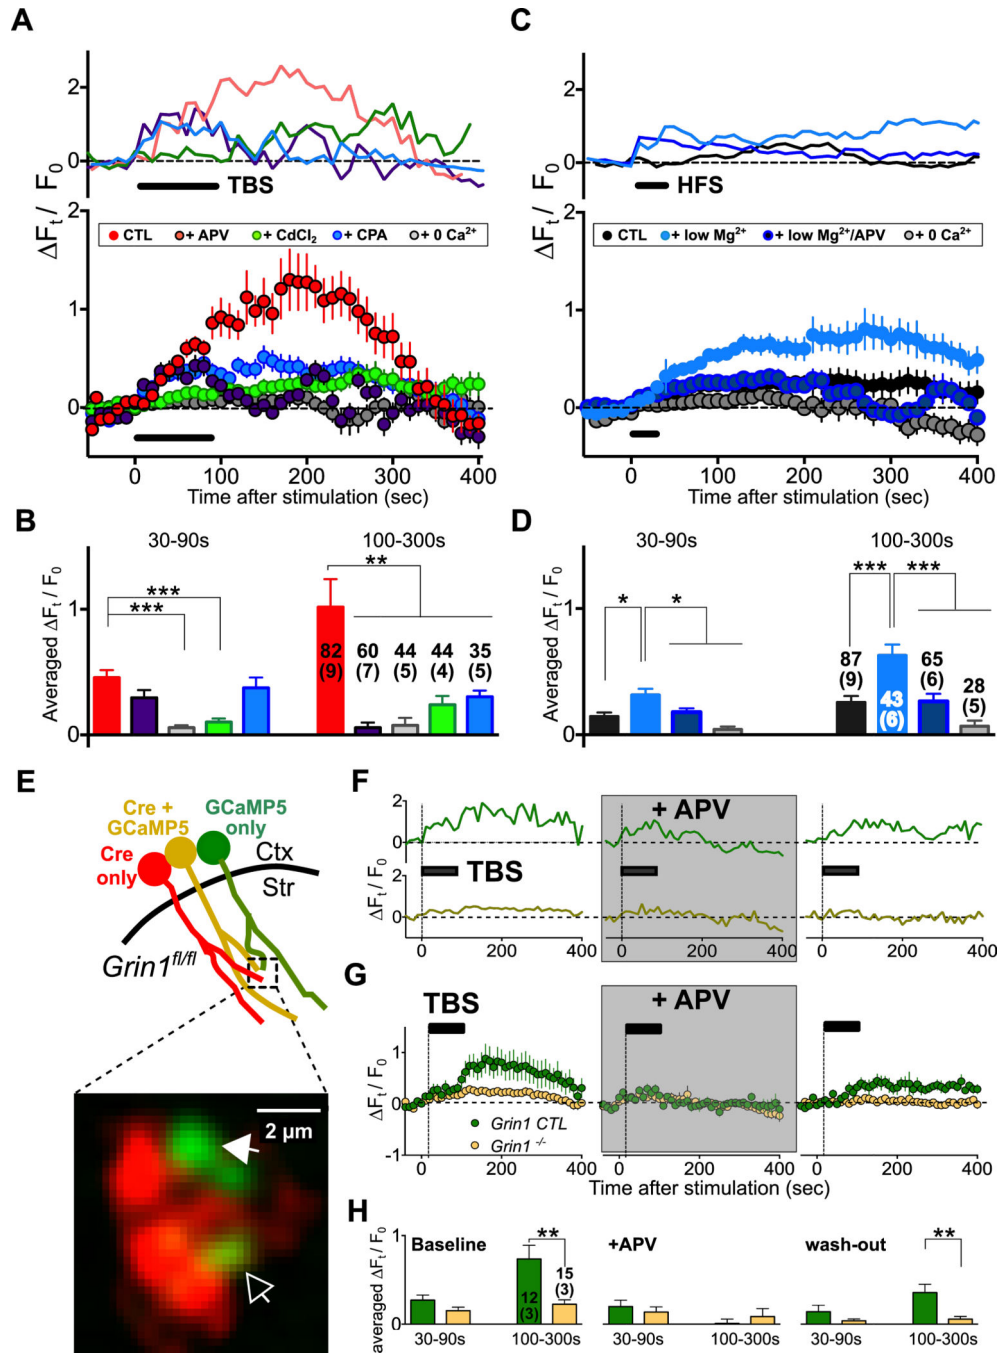 A
ΔFt / F0
2
1
0
TBS
2
CTL + APV + CdCl2 + CPA + 0 Ca2+
1
0
0 100 200 300 400
Time after stimulation (sec)
C
ΔFt / F0
2
1
0
HFS
2
CTL + low Mg2+ + low Mg2+/APV + 0 Ca2+
1
0
0 100 200 300 400
Time after stimulation (sec)
B
Averaged ΔFt / F0
1
0
30-90s 100-300s
***
***
**
82 60 44 44 35
(9) (7) (5) (4) (5)
D
Averaged ΔFt / F0
1
0
30-90s 100-300s
* *
*** ***
87 43 65 28
(9) (6) (6) (5)
E
Cre +
GCaMP5
GCaMP5
only
Cre
only
Ctx
Str
Grin1fl/fl
2 µm
F
ΔFt / F0
2
0
+ APV
TBS
2
0
0 200 400
0 200 400
0 200 400
G
TBS
+ APV
ΔFt / F0
1
0
-1
Grin1 CTL
Grin1 -/-
0 200 400
0 200 400
0 200 400
Time after stimulation (sec)
H
averaged ΔFt / F0
1
0
Baseline
**
12
(3)
15
(3)
30-90s 100-300s
+APV
30-90s 100-300s
wash-out
**
30-90s 100-300s